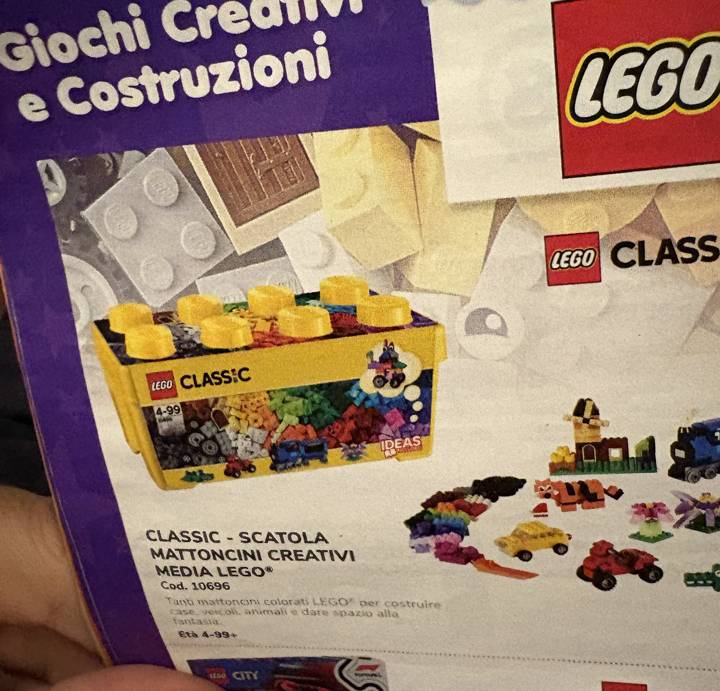 Giochi Creativi
e Costruzioni
LEGO
LEGO CLASS
LEGO CLASSIC
4-99
IDEAS
CLASSIC - SCATOLA
MATTONCINI CREATIVI
MEDIA LEGO®
Cod. 10696
Tanti mattoncini colorati LEGO® per costruire
case, veicoli, animali e dare spazio alla
fantasia.
Età 4-99+
LEGO CITY